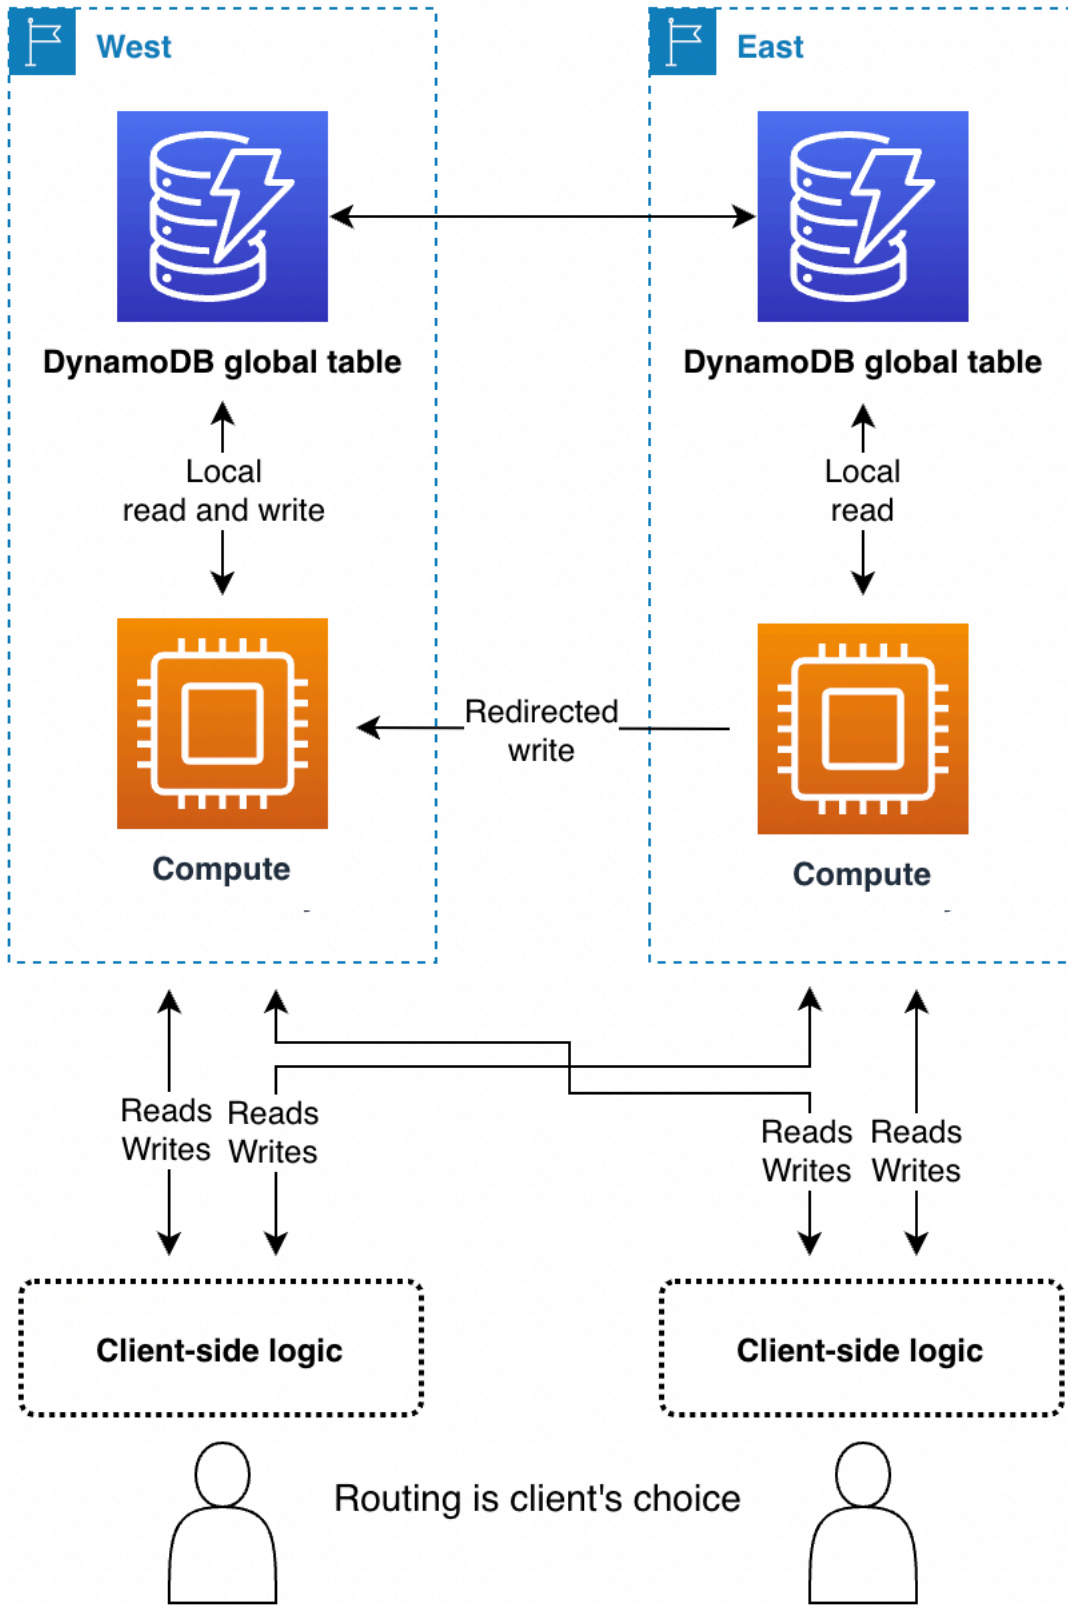 West
East
DynamoDB global table
DynamoDB global table
Local
read and write
Local
read
Redirected
write
Compute
Compute
Reads
Writes
Reads
Writes
Reads
Writes
Reads
Writes
Client-side logic
Client-side logic
Routing is client's choice